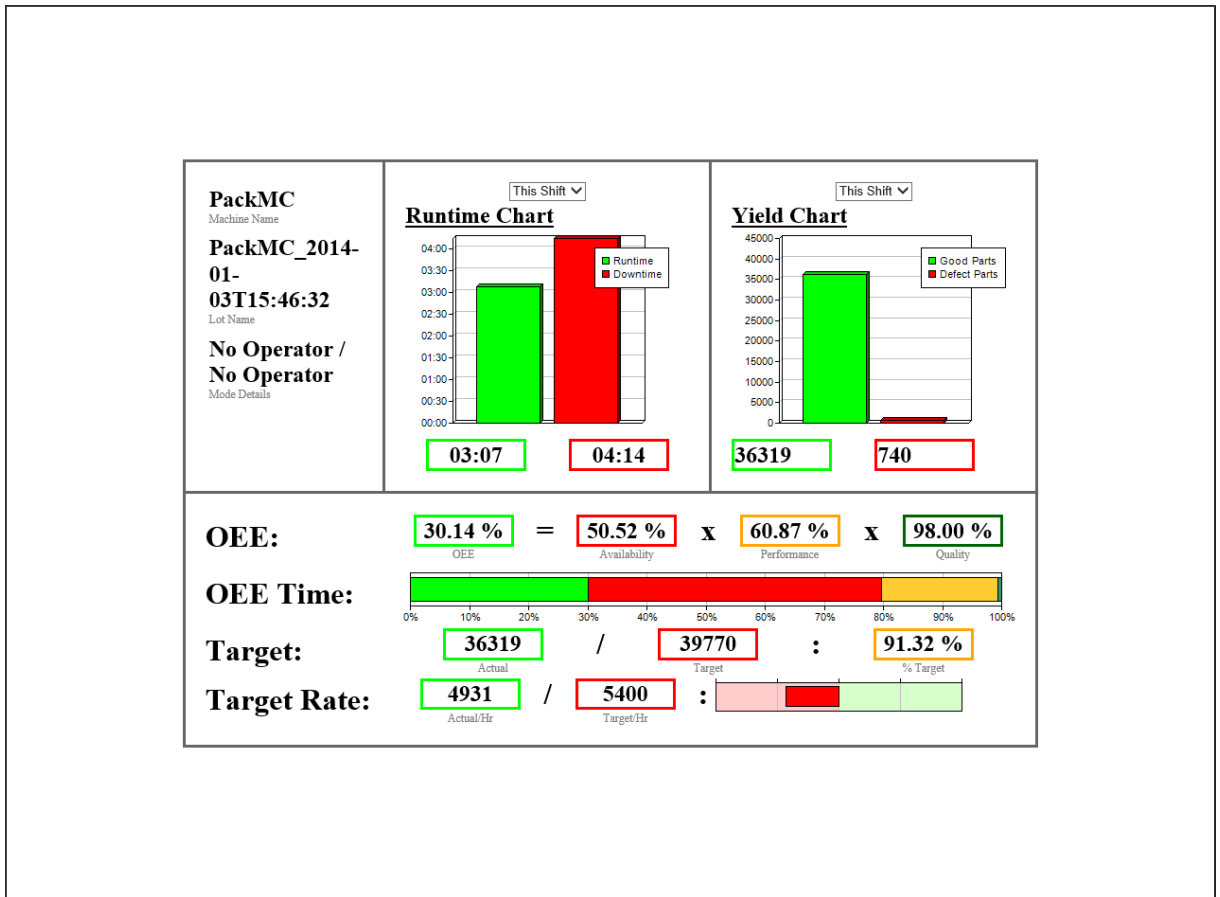 PackMC
Machine Name
PackMC_2014-
01-
03T15:46:32
Lot Name
No Operator /
No Operator
Mode Details
This Shift
Runtime Chart
04:00
03:30
03:00
02:30
02:00
01:30
01:00
00:30
00:00
Runtime
Downtime
03:07 04:14
This Shift
Yield Chart
45000
40000
35000
30000
25000
20000
15000
10000
5000
0
Good Parts
Defect Parts
36319 740
OEE: 30.14 % = 50.52 % x 60.87 % x 98.00 %
OEE Availability Performance Quality
OEE Time:
0% 10% 20% 30% 40% 50% 60% 70% 80% 90% 100%
Target: 36319 / 39770 : 91.32 %
Actual Target % Target
Target Rate: 4931 / 5400 :
Actual/Hr Target/Hr